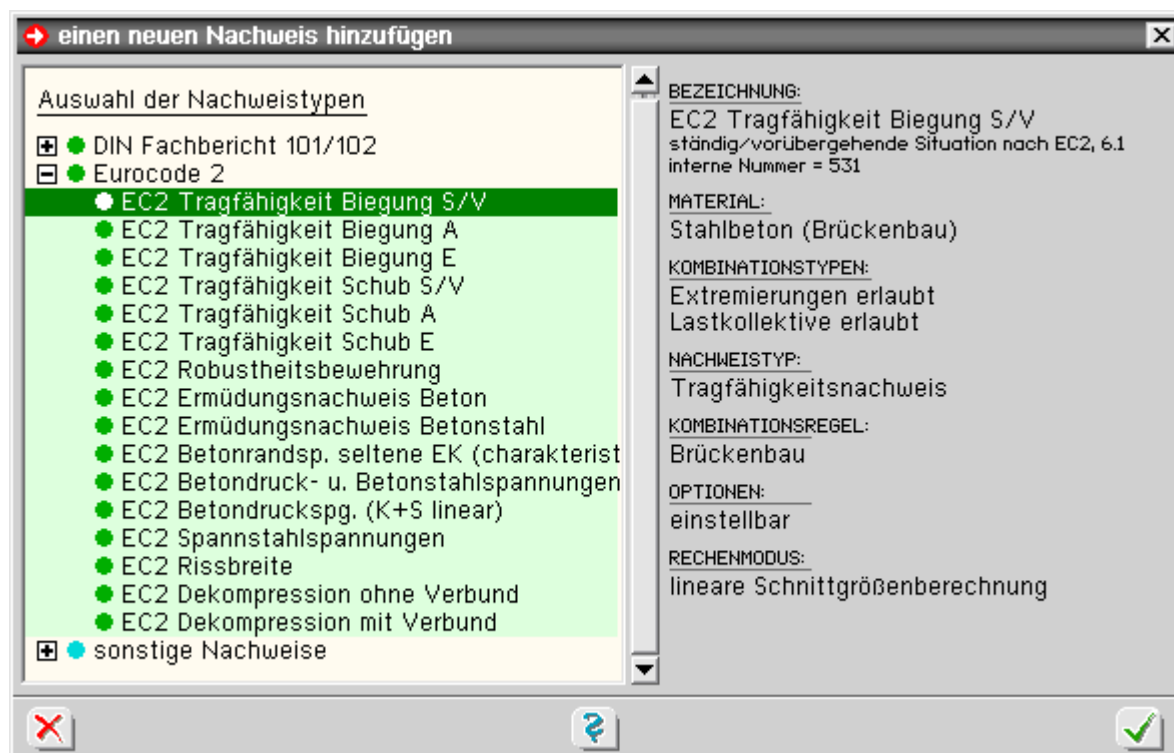 einen neuen Nachweis hinzufügen
Auswahl der Nachweistypen
DIN Fachbericht 101/102
Eurocode 2
EC2 Tragfähigkeit Biegung S/V
EC2 Tragfähigkeit Biegung A
EC2 Tragfähigkeit Biegung E
EC2 Tragfähigkeit Schub S/V
EC2 Tragfähigkeit Schub A
EC2 Tragfähigkeit Schub E
EC2 Robustheitsbewehrung
EC2 Ermüdungsnachweis Beton
EC2 Ermüdungsnachweis Betonstahl
EC2 Betonrandsp. seltene EK (charakterist
EC2 Betondruck- u. Betonstahlspannungen
EC2 Betondruckspg. (K+S linear)
EC2 Spannstahlspannungen
EC2 Rissbreite
EC2 Dekompression ohne Verbund
EC2 Dekompression mit Verbund
sonstige Nachweise
BEZEICHNUNG:
EC2 Tragfähigkeit Biegung S/V
ständig/vorübergehende Situation nach EC2, 6.1
interne Nummer = 531
MATERIAL:
Stahlbeton (Brückenbau)
KOMBINATIONSTYPEN:
Extremierungen erlaubt
Lastkollektive erlaubt
NACHWEISTYP:
Tragfähigkeitsnachweis
KOMBINATIONSREGEL:
Brückenbau
OPTIONEN:
einstellbar
RECHENMODUS:
lineare Schnittgrößenberechnung